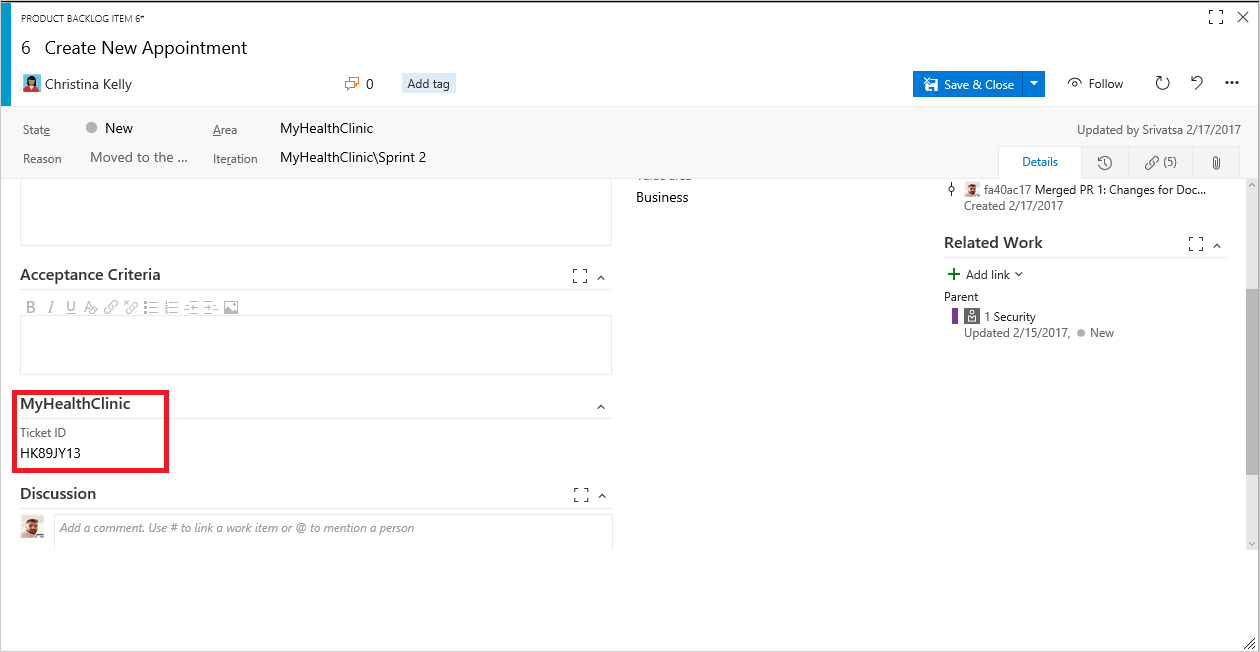 PRODUCT BACKLOG ITEM 6*
6 Create New Appointment
Christina Kelly
0
Add tag
Save & Close
Follow
State
New
Area
MyHealthClinic
Updated by Srivatsa 2/17/2017
Reason
Moved to the ...
Iteration
MyHealthClinic\Sprint 2
Details
(5)
Business
fa40ac17 Merged PR 1: Changes for Doc...
Created 2/17/2017
Related Work
Add link
Parent
1 Security
Updated 2/15/2017, New
Acceptance Criteria
B I U
MyHealthClinic
Ticket ID
HK89JY13
Discussion
Add a comment. Use # to link a work item or @ to mention a person